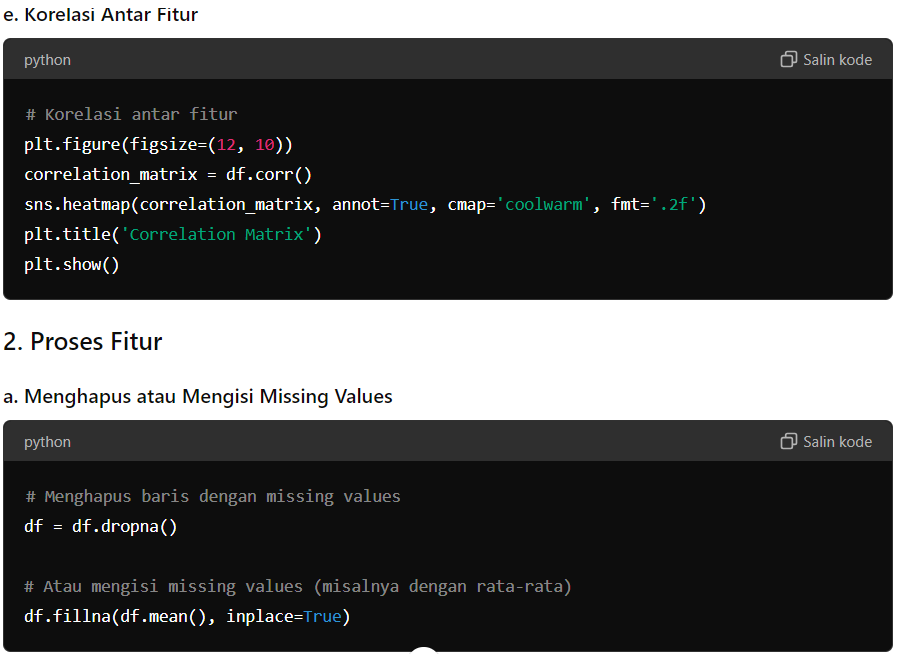 e. Korelasi Antar Fitur
python
Salin kode
# Korelasi antar fitur
plt.figure(figsize=(12, 10))
correlation_matrix = df.corr()
sns.heatmap(correlation_matrix, annot=True, cmap='coolwarm', fmt='.2f')
plt.title('Correlation Matrix')
plt.show()
2. Proses Fitur
a. Menghapus atau Mengisi Missing Values
python
Salin kode
# Menghapus baris dengan missing values
df = df.dropna()
# Atau mengisi missing values (misalnya dengan rata-rata)
df.fillna(df.mean(), inplace=True)